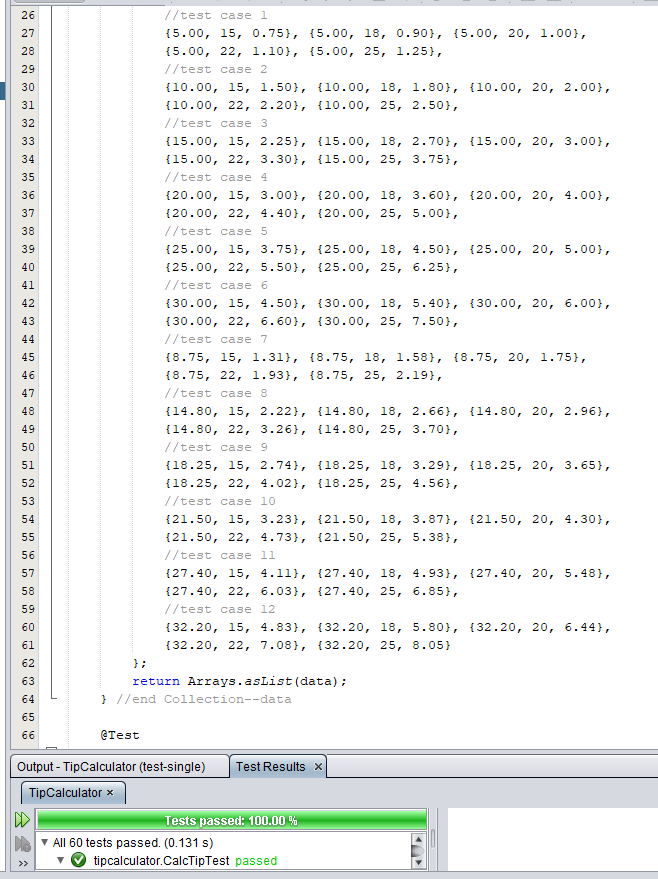 26 //test case 1
27 {5.00, 15, 0.75}, {5.00, 18, 0.90}, {5.00, 20, 1.00},
28 {5.00, 22, 1.10}, {5.00, 25, 1.25},
29 //test case 2
30 {10.00, 15, 1.50}, {10.00, 18, 1.80}, {10.00, 20, 2.00},
31 {10.00, 22, 2.20}, {10.00, 25, 2.50},
32 //test case 3
33 {15.00, 15, 2.25}, {15.00, 18, 2.70}, {15.00, 20, 3.00},
34 {15.00, 22, 3.30}, {15.00, 25, 3.75},
35 //test case 4
36 {20.00, 15, 3.00}, {20.00, 18, 3.60}, {20.00, 20, 4.00},
37 {20.00, 22, 4.40}, {20.00, 25, 5.00},
38 //test case 5
39 {25.00, 15, 3.75}, {25.00, 18, 4.50}, {25.00, 20, 5.00},
40 {25.00, 22, 5.50}, {25.00, 25, 6.25},
41 //test case 6
42 {30.00, 15, 4.50}, {30.00, 18, 5.40}, {30.00, 20, 6.00},
43 {30.00, 22, 6.60}, {30.00, 25, 7.50},
44 //test case 7
45 {8.75, 15, 1.31}, {8.75, 18, 1.58}, {8.75, 20, 1.75},
46 {8.75, 22, 1.93}, {8.75, 25, 2.19},
47 //test case 8
48 {14.80, 15, 2.22}, {14.80, 18, 2.66}, {14.80, 20, 2.96},
49 {14.80, 22, 3.26}, {14.80, 25, 3.70},
50 //test case 9
51 {18.25, 15, 2.74}, {18.25, 18, 3.29}, {18.25, 20, 3.65},
52 {18.25, 22, 4.02}, {18.25, 25, 4.56},
53 //test case 10
54 {21.50, 15, 3.23}, {21.50, 18, 3.87}, {21.50, 20, 4.30},
55 {21.50, 22, 4.73}, {21.50, 25, 5.38},
56 //test case 11
57 {27.40, 15, 4.11}, {27.40, 18, 4.93}, {27.40, 20, 5.48},
58 {27.40, 22, 6.03}, {27.40, 25, 6.85},
59 //test case 12
60 {32.20, 15, 4.83}, {32.20, 18, 5.80}, {32.20, 20, 6.44},
61 {32.20, 22, 7.08}, {32.20, 25, 8.05}
62 };
63 return Arrays.asList(data);
64 } //end Collection--data
65
66 @Test
Output - TipCalculator (test-single) Test Results ×
TipCalculator ×
Tests passed: 100.00 %
All 60 tests passed. (0.131 s)
tipcalculator.CalcTipTest passed